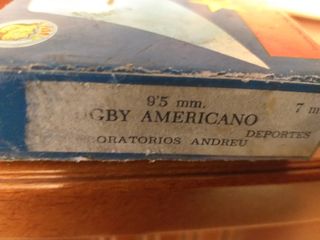 9'5 mm. 7 m
GBY AMERICANO
DEPORTES
ORATORIOS ANDREU